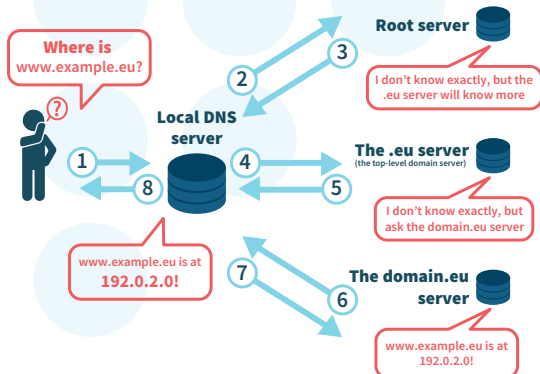 Where is
www.example.eu?
?
Root server
I don't know exactly, but the
.eu server will know more
3
2
Local DNS
server
1
8
4
5
The .eu server
(the top-level domain server)
I don't know exactly, but
ask the domain.eu server
www.example.eu is at
192.0.2.0!
7
6
The domain.eu
server
www.example.eu is at
192.0.2.0!